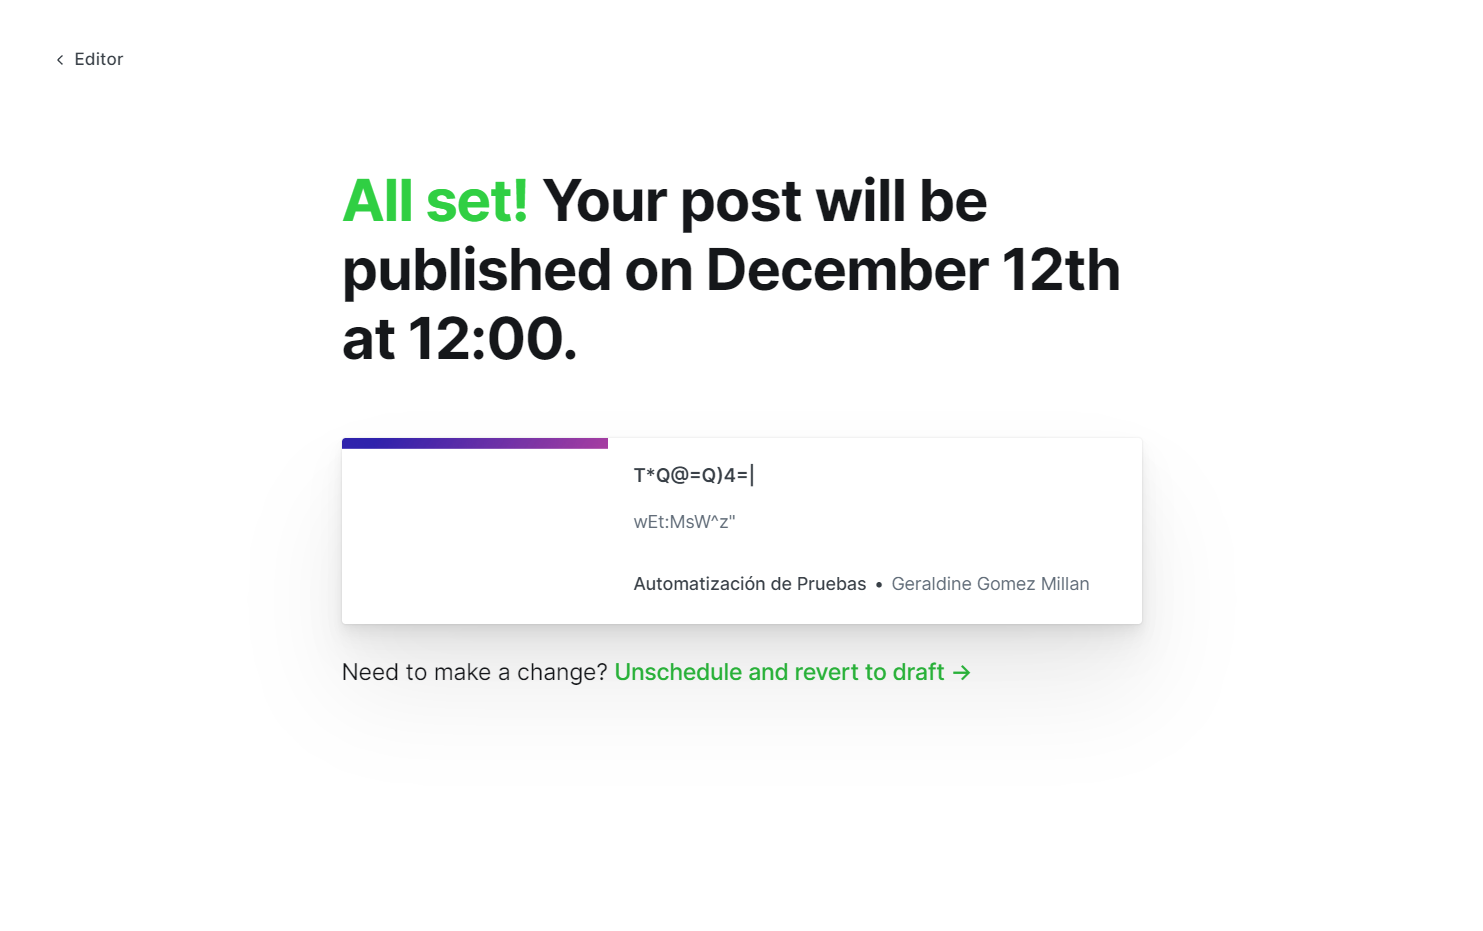 Editor
All set! Your post will be
published on December 12th
at 12:00.
T*Q@=Q)4=|
wEt:MsW^z"
Automatización de Pruebas • Geraldine Gomez Millan
Need to make a change? Unschedule and revert to draft →